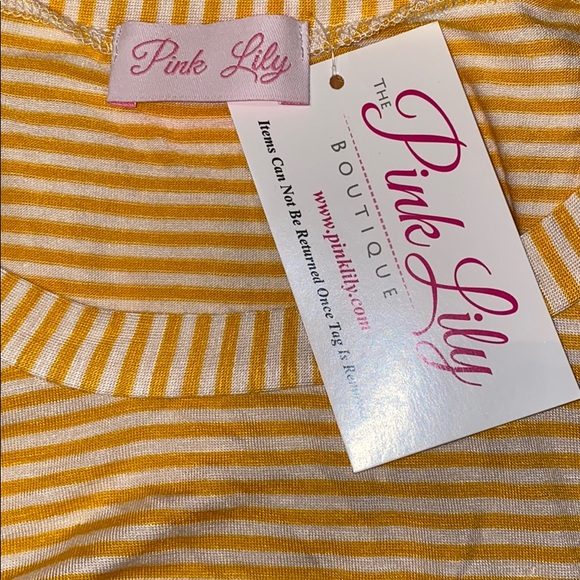 Pink Lily
THE
Pink Lily
BOUTIQUE
www.pinklily.com
Items Can Not Be Returned Once Tag Is